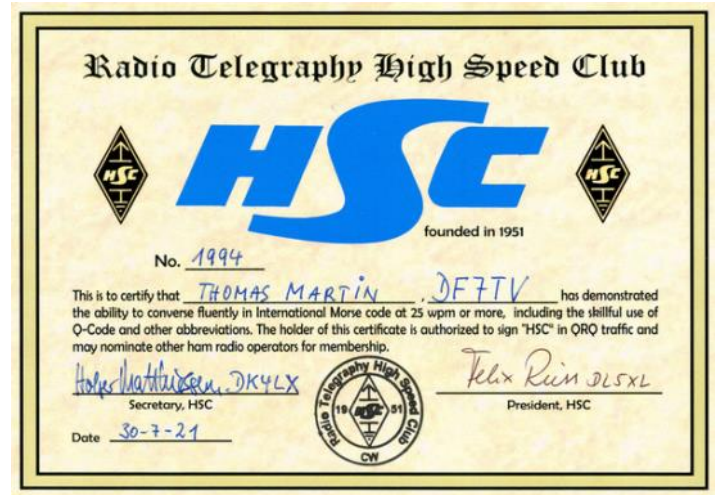 Radio Telegraphy High Speed Club
HSC
HSC
HSC
founded in 1951
No. 1994
This is to certify that THOMAS MARTIN , DF7TV has demonstrated
the ability to converse fluently in International Morse code at 25 wpm or more, including the skillful use of
Q-Code and other abbreviations. The holder of this certificate is authorized to sign "HSC" in QRQ traffic and
may nominate other ham radio operators for membership.
Holger Matthiessen, DK4LX
Felix Riess DL5XL
Secretary, HSC
President, HSC
Radio Telegraphy High Speed Club
19 HSC 51
CW
Date 30-7-21